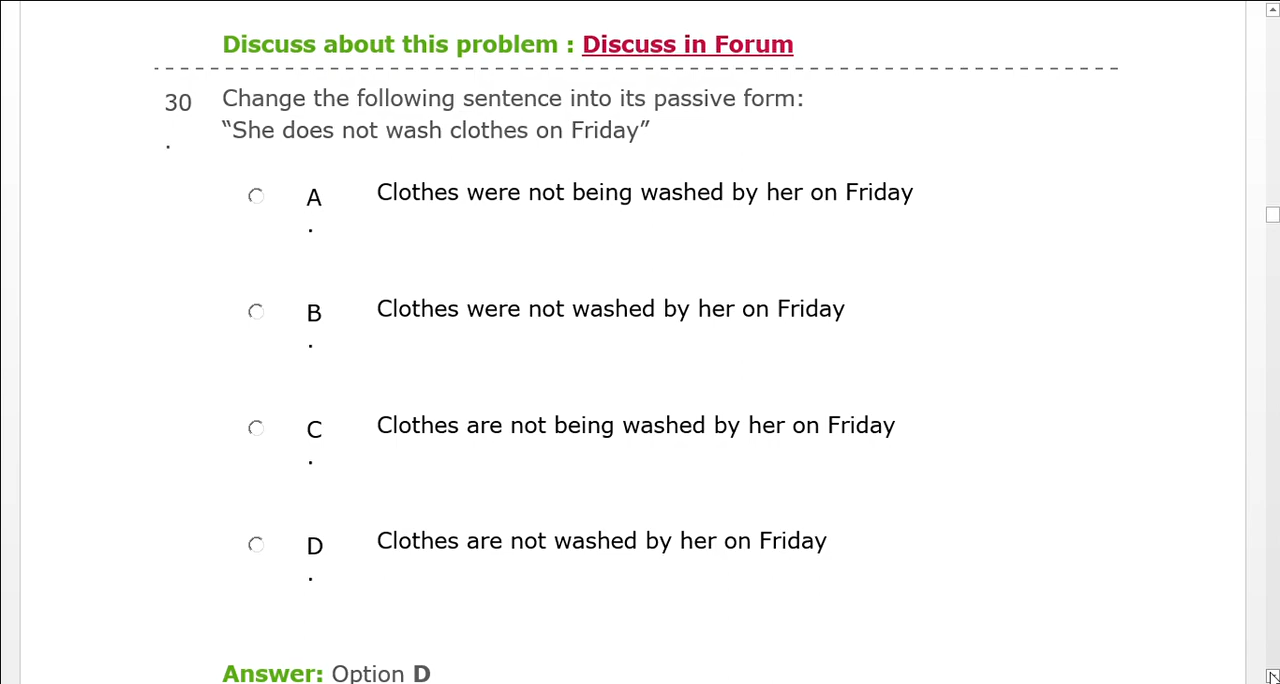 Discuss about this problem : Discuss in Forum
30 Change the following sentence into its passive form:
. “She does not wash clothes on Friday”
A. Clothes were not being washed by her on Friday
B. Clothes were not washed by her on Friday
C. Clothes are not being washed by her on Friday
D. Clothes are not washed by her on Friday
Answer: Option D